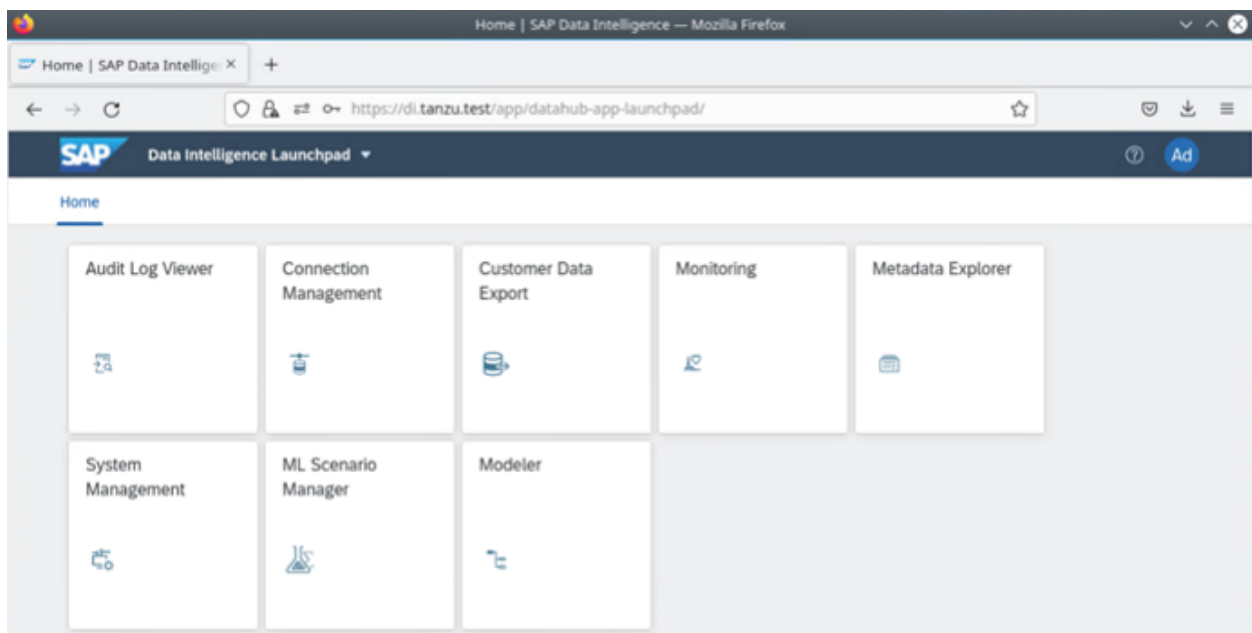 Home | SAP Data Intelligence — Mozilla Firefox
Home | SAP Data Intelliger
https://di.tanzu.test/app/datahub-app-launchpad/
SAP Data Intelligence Launchpad
Ad
Home
Audit Log Viewer
Connection
Management
Customer Data
Export
Monitoring
Metadata Explorer
System
Management
ML Scenario
Manager
Modeler